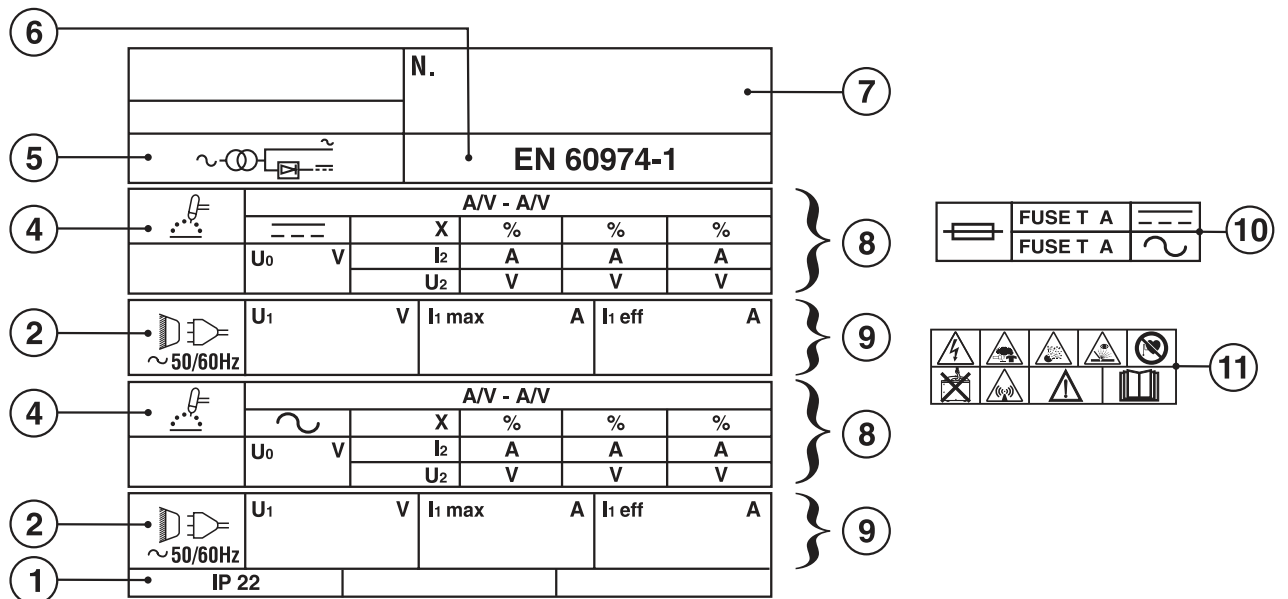 6
N.
7
5
EN 60974-1
4
A/V - A/V
X % % %
U0 V I2 A A A
U2 V V V
8
FUSE T A
FUSE T A
10
2
U1 V I1 max A I1 eff A
~ 50/60Hz
9
11
4
A/V - A/V
X % % %
U0 V I2 A A A
U2 V V V
8
2
U1 V I1 max A I1 eff A
~ 50/60Hz
9
1
IP 22